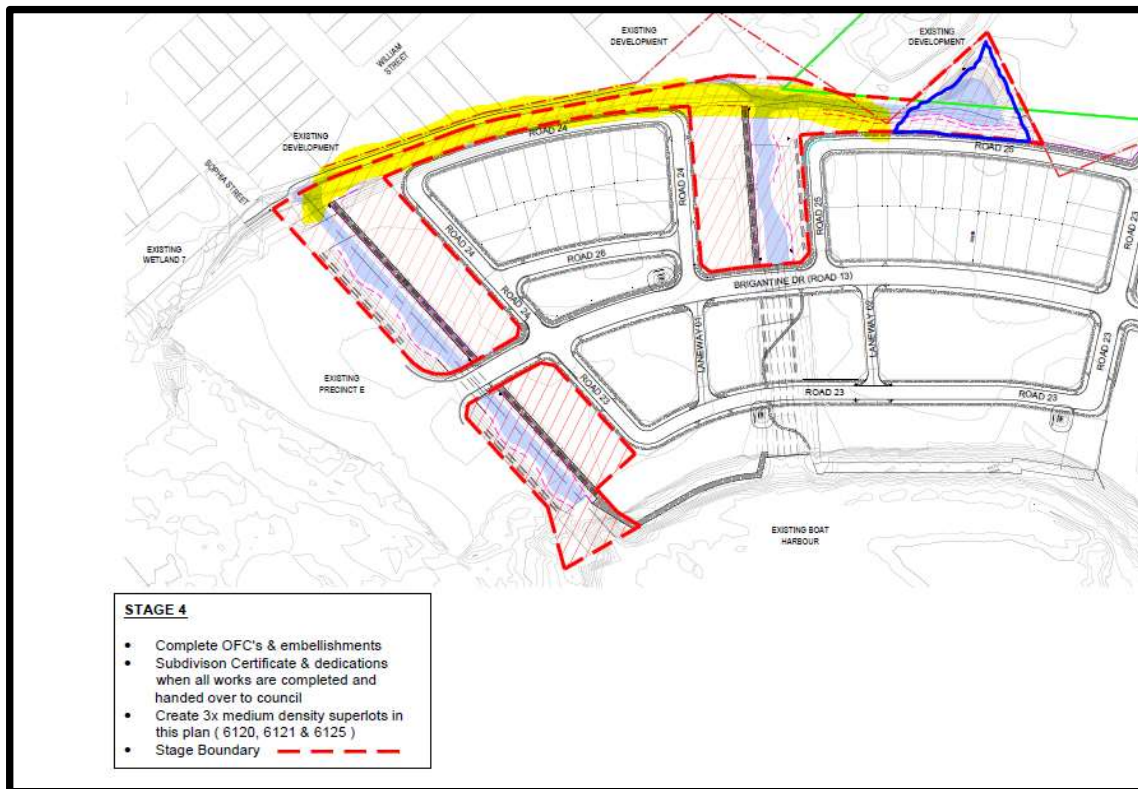 EXISTING
DEVELOPMENT
EXISTING
DEVELOPMENT
WILLIAM
STREET
EXISTING
DEVELOPMENT
SOPHIA STREET
EXISTING
WETLAND 7
ROAD 24
ROAD 24
ROAD 24
ROAD 24
ROAD 25
ROAD 23
ROAD 26
BRIGANTINE DR (ROAD 13)
LANEWAY 01
LANEWAY 02
ROAD 23
EXISTING
PRECINCT E
ROAD 23
ROAD 23
ROAD 23
EXISTING BOAT
HARBOUR
STAGE 4
• Complete OFC's & embellishments
• Subdivison Certificate & dedications
when all works are completed and
handed over to council
• Create 3x medium density superlots in
this plan ( 6120, 6121 & 6125 )
• Stage Boundary